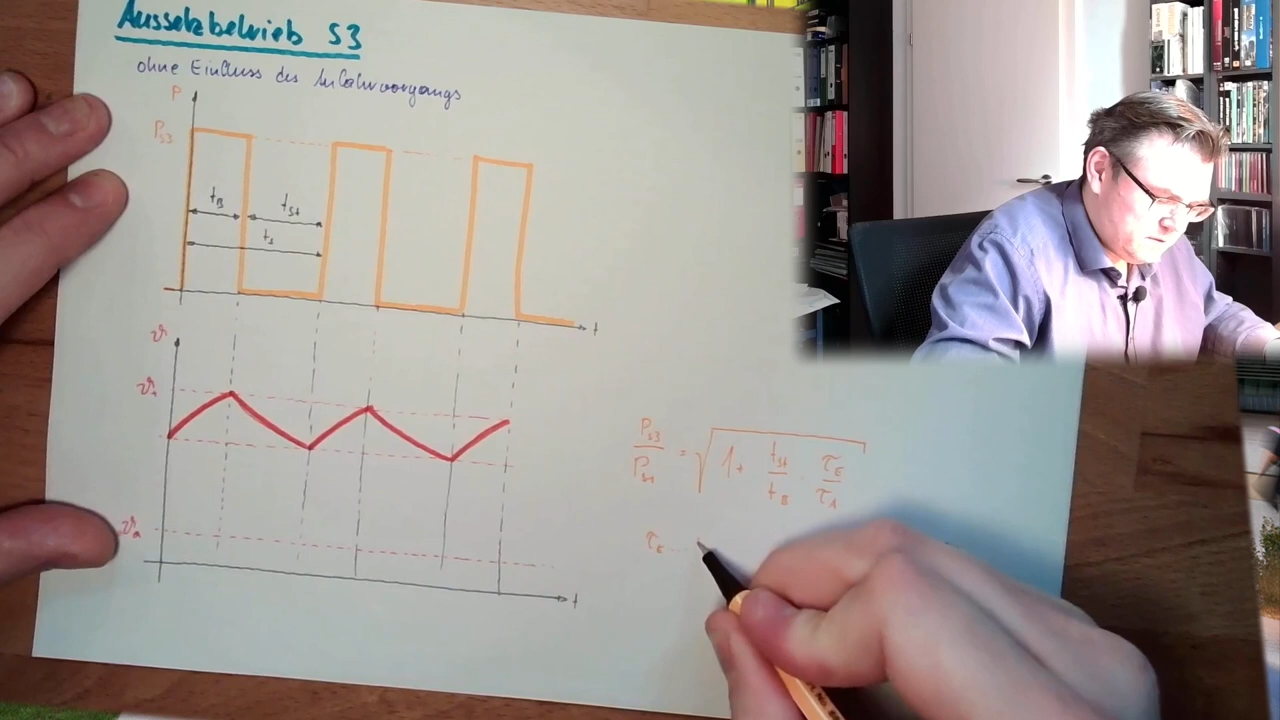 Aussetzbetrieb S3
ohne Einfluss des Anlaufvorgangs
P
P_S3
t_B t_St
t_s
t
ϑ
ϑ_1
ϑ_a
t
P_S3 / P_S1 = √(1 + t_St / t_B · τ_E / τ_A)
τ_E ...